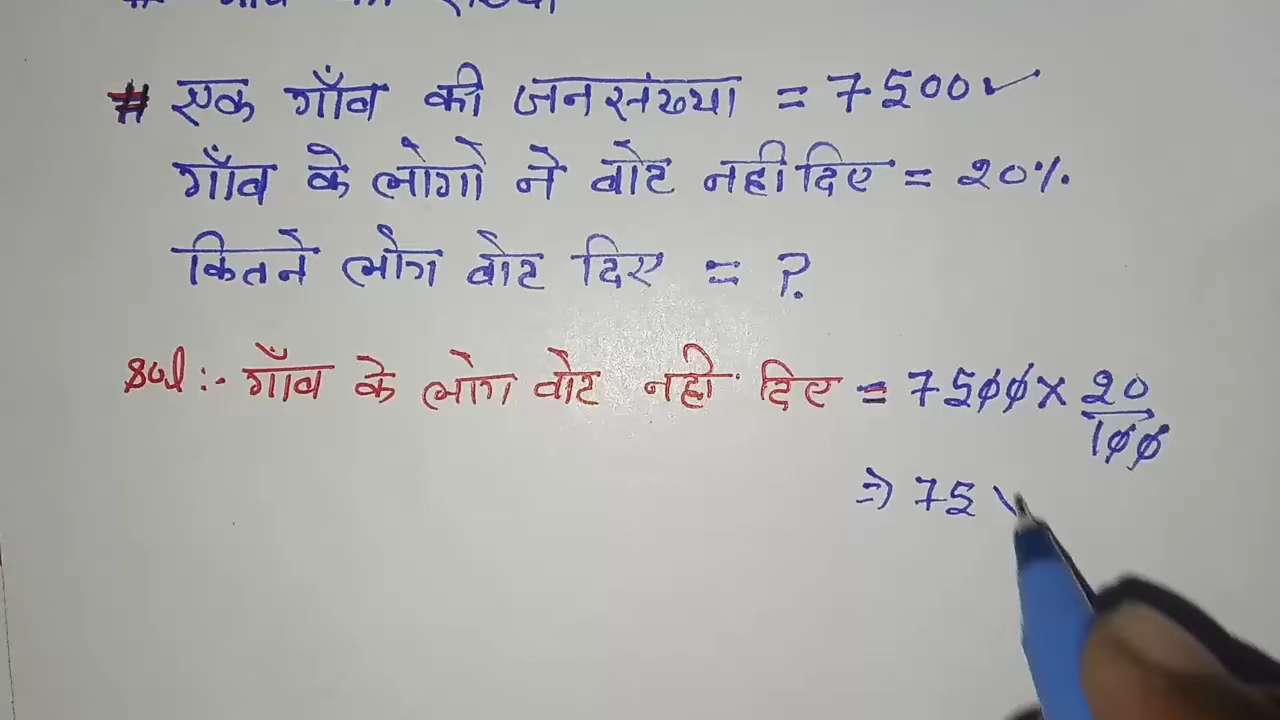 # एक गाँव की जनसंख्या = 7500 ✓
गाँव के लोगो ने वोट नही दिए = 20%
कितने लोग वोट दिए = ?
Sol :- गाँव के लोग वोट नही दिए = 7500 × 20/100
⇒ 75